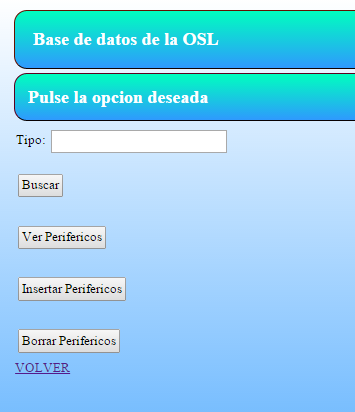 Base de datos de la OSL
Pulse la opcion deseada
Tipo:
Buscar
Ver Perifericos
Insertar Perifericos
Borrar Perifericos
VOLVER